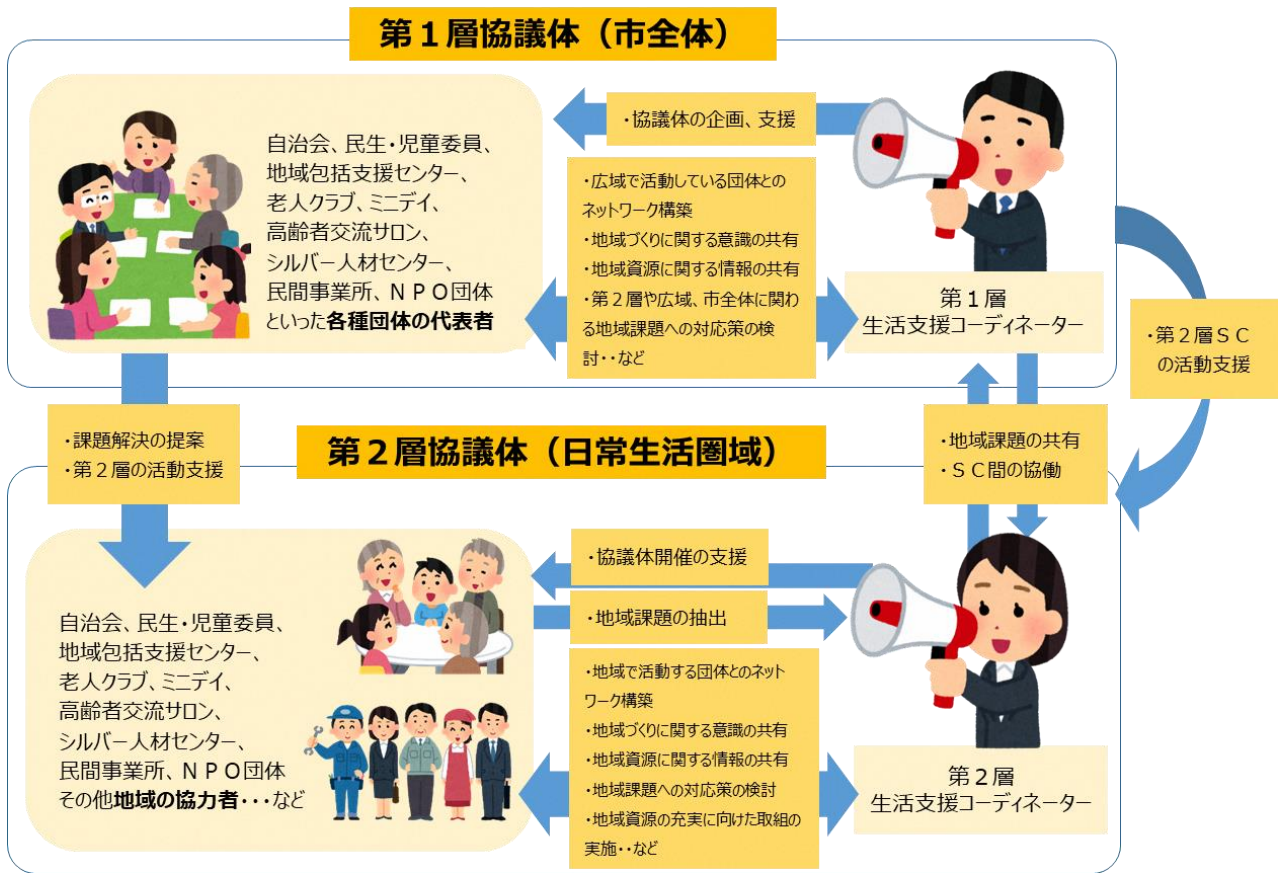 第１層協議体（市全体）
自治会、民生・児童委員、
地域包括支援センター、
老人クラブ、ミニデイ、
高齢者交流サロン、
シルバー人材センター、
民間事業所、ＮＰＯ団体
といった各種団体の代表者
・協議体の企画、支援
・広域で活動している団体との
ネットワーク構築
・地域づくりに関する意識の共有
・地域資源に関する情報の共有
・第２層や広域、市全体に関わ
る地域課題への対応策の検
討・・など
第１層
生活支援コーディネーター
・第２層ＳＣ
の活動支援
・課題解決の提案
・第２層の活動支援
・地域課題の共有
・ＳＣ間の協働
第２層協議体（日常生活圏域）
自治会、民生・児童委員、
地域包括支援センター、
老人クラブ、ミニデイ、
高齢者交流サロン、
シルバー人材センター、
民間事業所、ＮＰＯ団体
その他地域の協力者・・・など
・協議体開催の支援
・地域課題の抽出
・地域で活動する団体とのネット
ワーク構築
・地域づくりに関する意識の共有
・地域資源に関する情報の共有
・地域課題への対応策の検討
・地域資源の充実に向けた取組の
実施・・など
第２層
生活支援コーディネーター